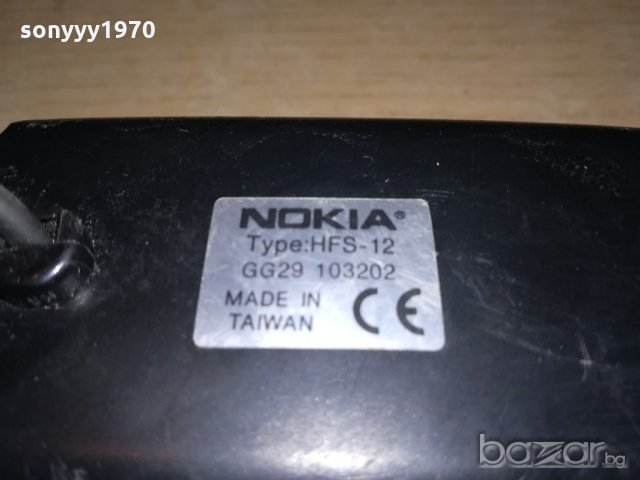 sonyyy1970
NOKIA®
Type:HFS-12
GG29 103202
MADE IN
TAIWAN
CE
bazar.bg